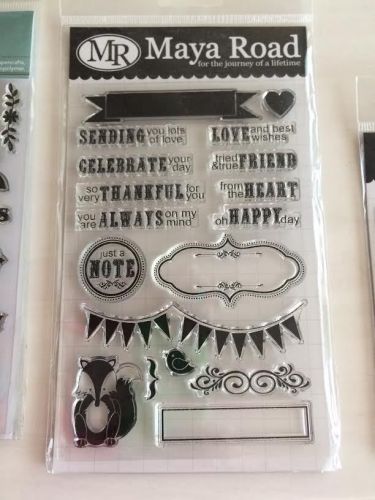 MR Maya Road
for the journey of a lifetime
SENDING you lots of love
LOVE and best wishes
CELEBRATE your day
tried &true FRIEND
so very THANKFUL for you
from the HEART
you are ALWAYS on my mind
oh HAPPY day
just a
NOTE